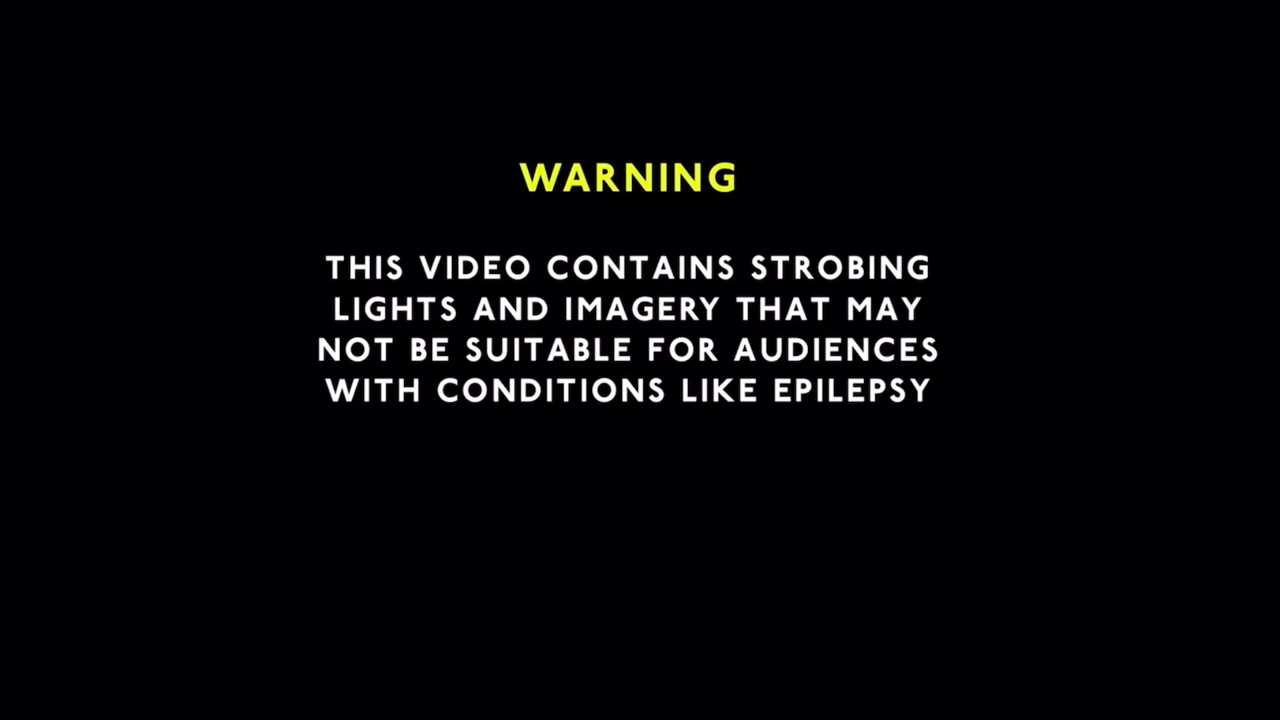 WARNING
THIS VIDEO CONTAINS STROBING
LIGHTS AND IMAGERY THAT MAY
NOT BE SUITABLE FOR AUDIENCES
WITH CONDITIONS LIKE EPILEPSY